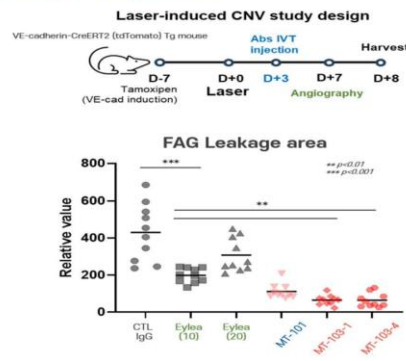 Laser-induced CNV study design
VE-cadherin-CreERT2 (tdTomato) Tg mouse
Abs IVT
injection
Harvest
D-7 D+0 D+3 D+7 D+8
Tamoxipen
(VE-cad induction)
Laser
Angiography
FAG Leakage area
** p<0.01
*** p<0.001
***
**
Relative value
800
600
400
200
0
CTL
IgG
Eylea
(10)
Eylea
(20)
MT-101
MT-103-1
MT-103-4